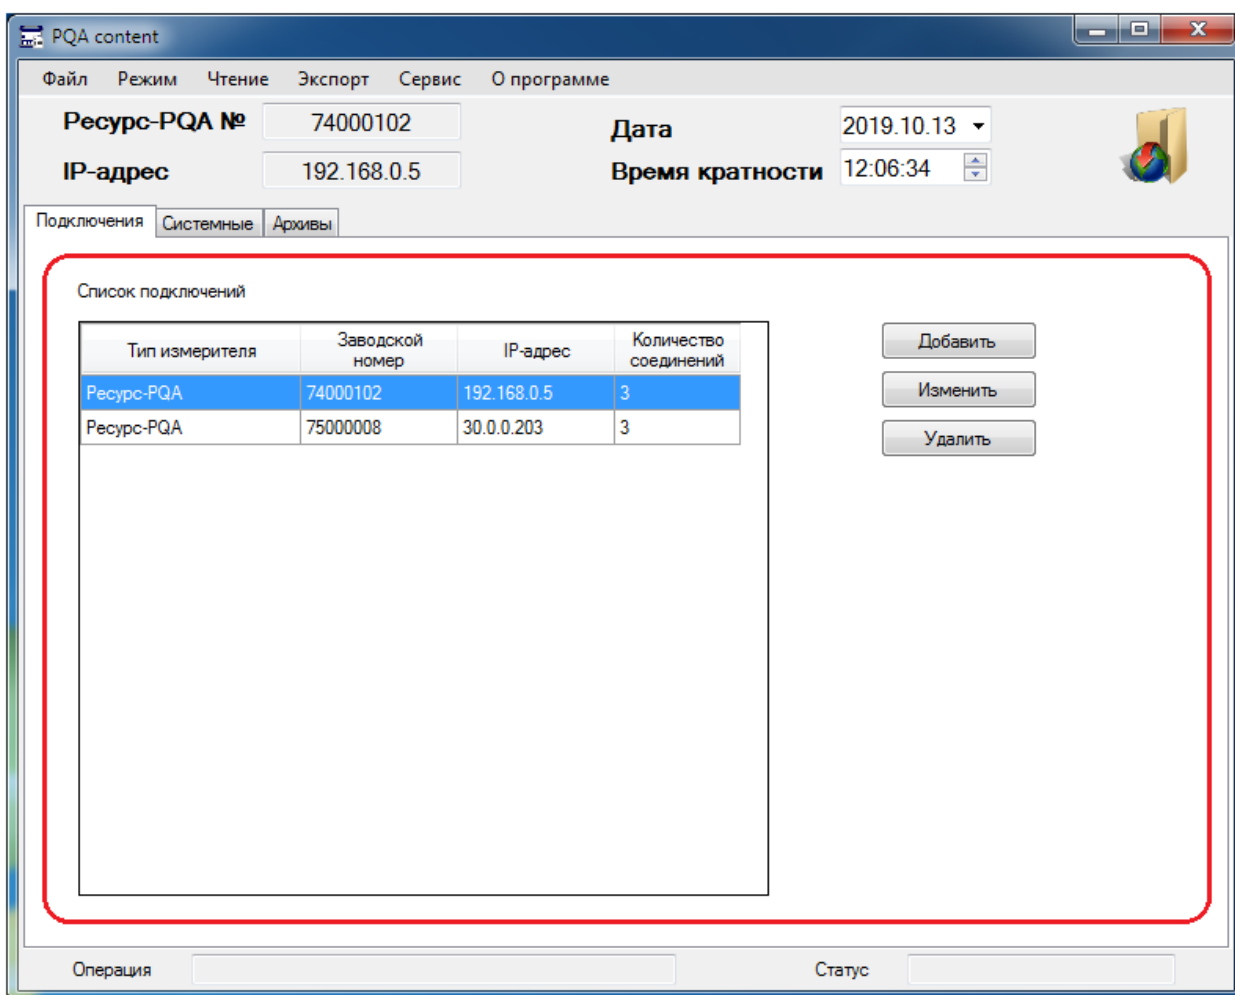 PQA content
Файл Режим Чтение Экспорт Сервис О программе
Ресурс-PQA № 74000102 Дата 2019.10.13
IP-адрес 192.168.0.5 Время кратности 12:06:34
Подключения Системные Архивы
Список подключений
Тип измерителя Заводской номер IP-адрес Количество соединений
Ресурс-PQA 74000102 192.168.0.5 3
Ресурс-PQA 75000008 30.0.0.203 3
Добавить
Изменить
Удалить
Операция Статус